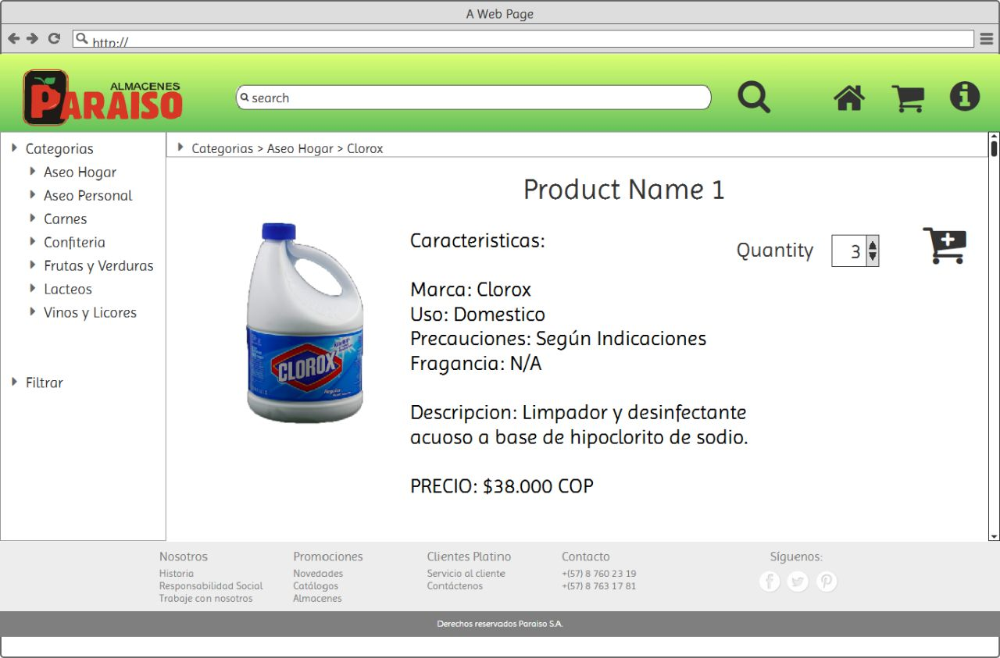 A Web Page
http://
ALMACENES
PARAISO
search
Categorias
Aseo Hogar
Aseo Personal
Carnes
Confiteria
Frutas y Verduras
Lacteos
Vinos y Licores
Filtrar
Categorias > Aseo Hogar > Clorox
Product Name 1
CLOROX
Regular
Caracteristicas:
Marca: Clorox
Uso: Domestico
Precauciones: Según Indicaciones
Fragancia: N/A
Descripcion: Limpador y desinfectante
acuoso a base de hipoclorito de sodio.
PRECIO: $38.000 COP
Quantity 3
Nosotros
Historia
Responsabilidad Social
Trabaje con nosotros
Promociones
Novedades
Catálogos
Almacenes
Clientes Platino
Servicio al cliente
Contáctenos
Contacto
+(57) 8 760 23 19
+(57) 8 763 17 81
Síguenos:
Derechos reservados Paraiso S.A.